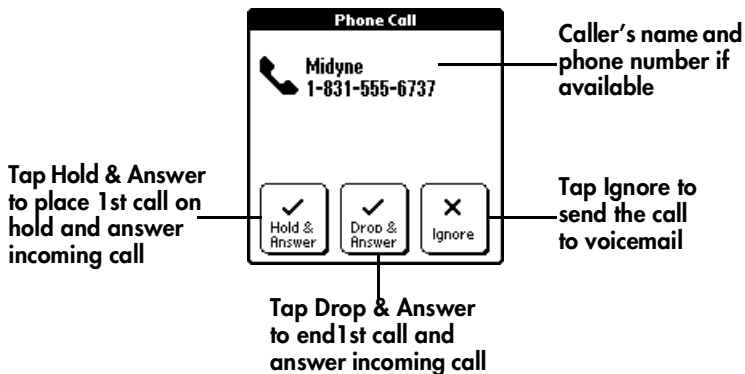 Phone Call
Midyne
1-831-555-6737
Caller's name and
phone number if
available
Tap Hold & Answer
to place 1st call on
hold and answer
incoming call
Hold &
Answer
Drop &
Answer
Ignore
Tap Ignore to
send the call
to voicemail
Tap Drop & Answer
to end1st call and
answer incoming call